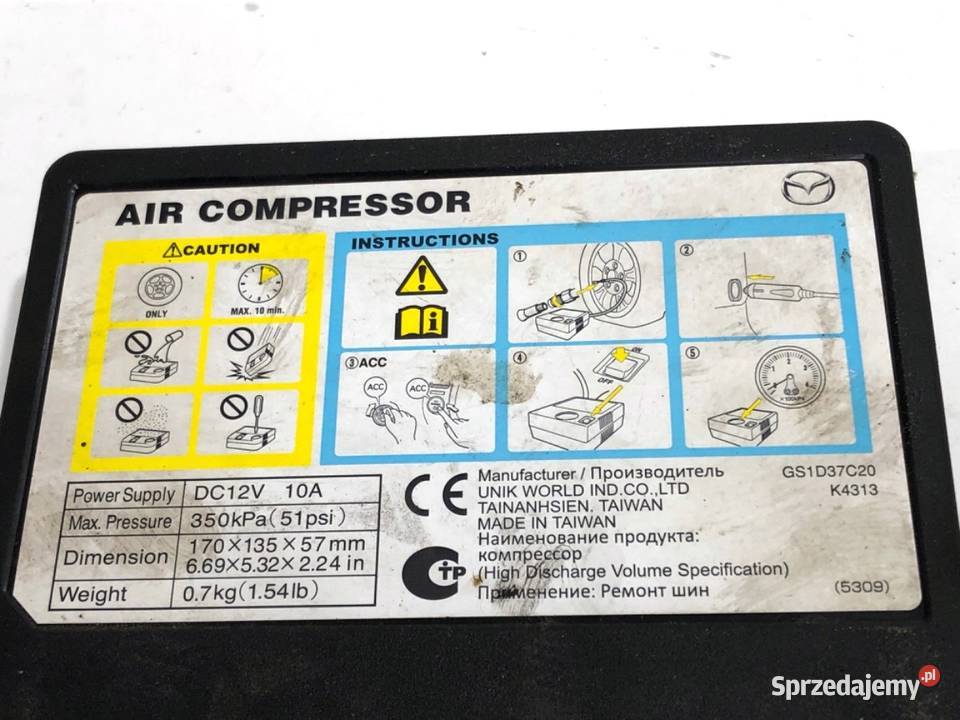 AIR COMPRESSOR
CAUTION
ONLY
MAX. 10 min.
INSTRUCTIONS
①
②
③ ACC
ACC
ACC
④
ON
OFF
⑤
Power Supply DC12V 10A
Max. Pressure 350kPa(51psi)
Dimension 170×135×57mm
6.69×5.32×2.24 in
Weight 0.7kg(1.54lb)
CE
Manufacturer / Производитель
UNIK WORLD IND.CO.,LTD
TAINANHSIEN. TAIWAN
MADE IN TAIWAN
Наименование продукта:
компрессор
(High Discharge Volume Specification)
Применение: Ремонт шин
GS1D37C20
K4313
(5309)
Sprzedajemy.pl